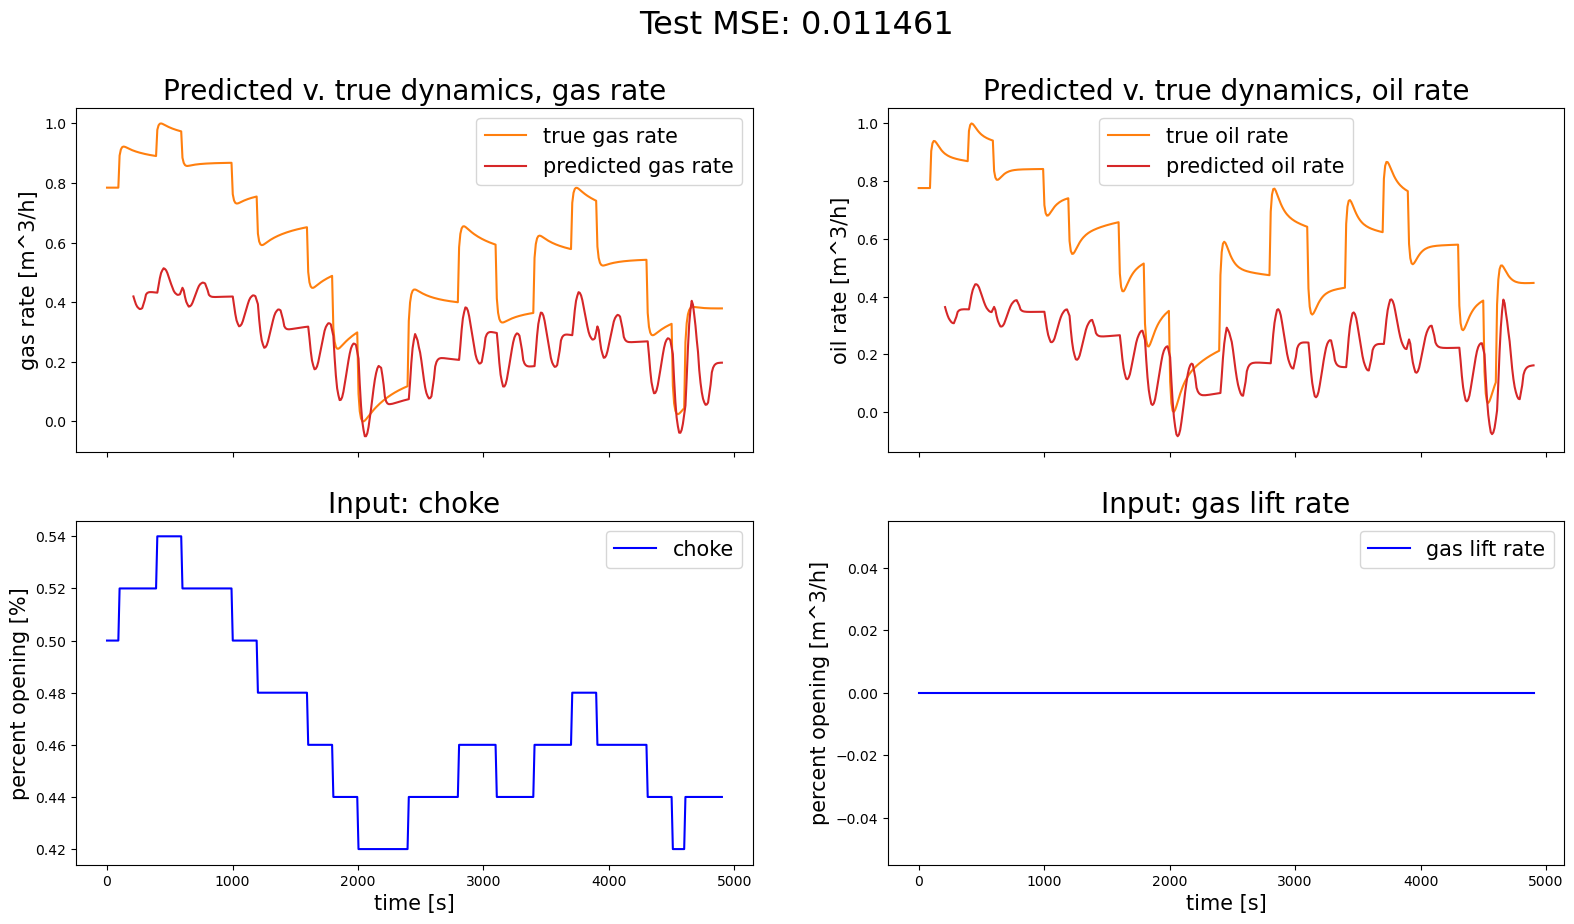 Test MSE: 0.011461
Predicted v. true dynamics, gas rate
true gas rate
predicted gas rate
gas rate [m^3/h]
1.0
0.8
0.6
0.4
0.2
0.0
Predicted v. true dynamics, oil rate
true oil rate
predicted oil rate
oil rate [m^3/h]
1.0
0.8
0.6
0.4
0.2
0.0
Input: choke
choke
percent opening [%]
0.54
0.52
0.50
0.48
0.46
0.44
0.42
0 1000 2000 3000 4000 5000
time [s]
Input: gas lift rate
gas lift rate
percent opening [m^3/h]
0.04
0.02
0.00
−0.02
−0.04
0 1000 2000 3000 4000 5000
time [s]